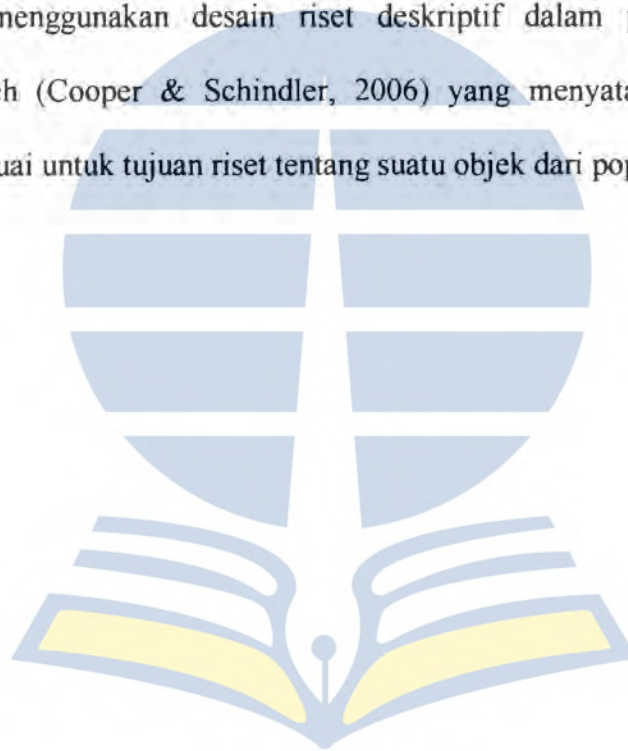 menggunakan desain riset deskriptif dalam
(Cooper & Schindler, 2006) yang
untuk tujuan riset tentang suatu objek dari